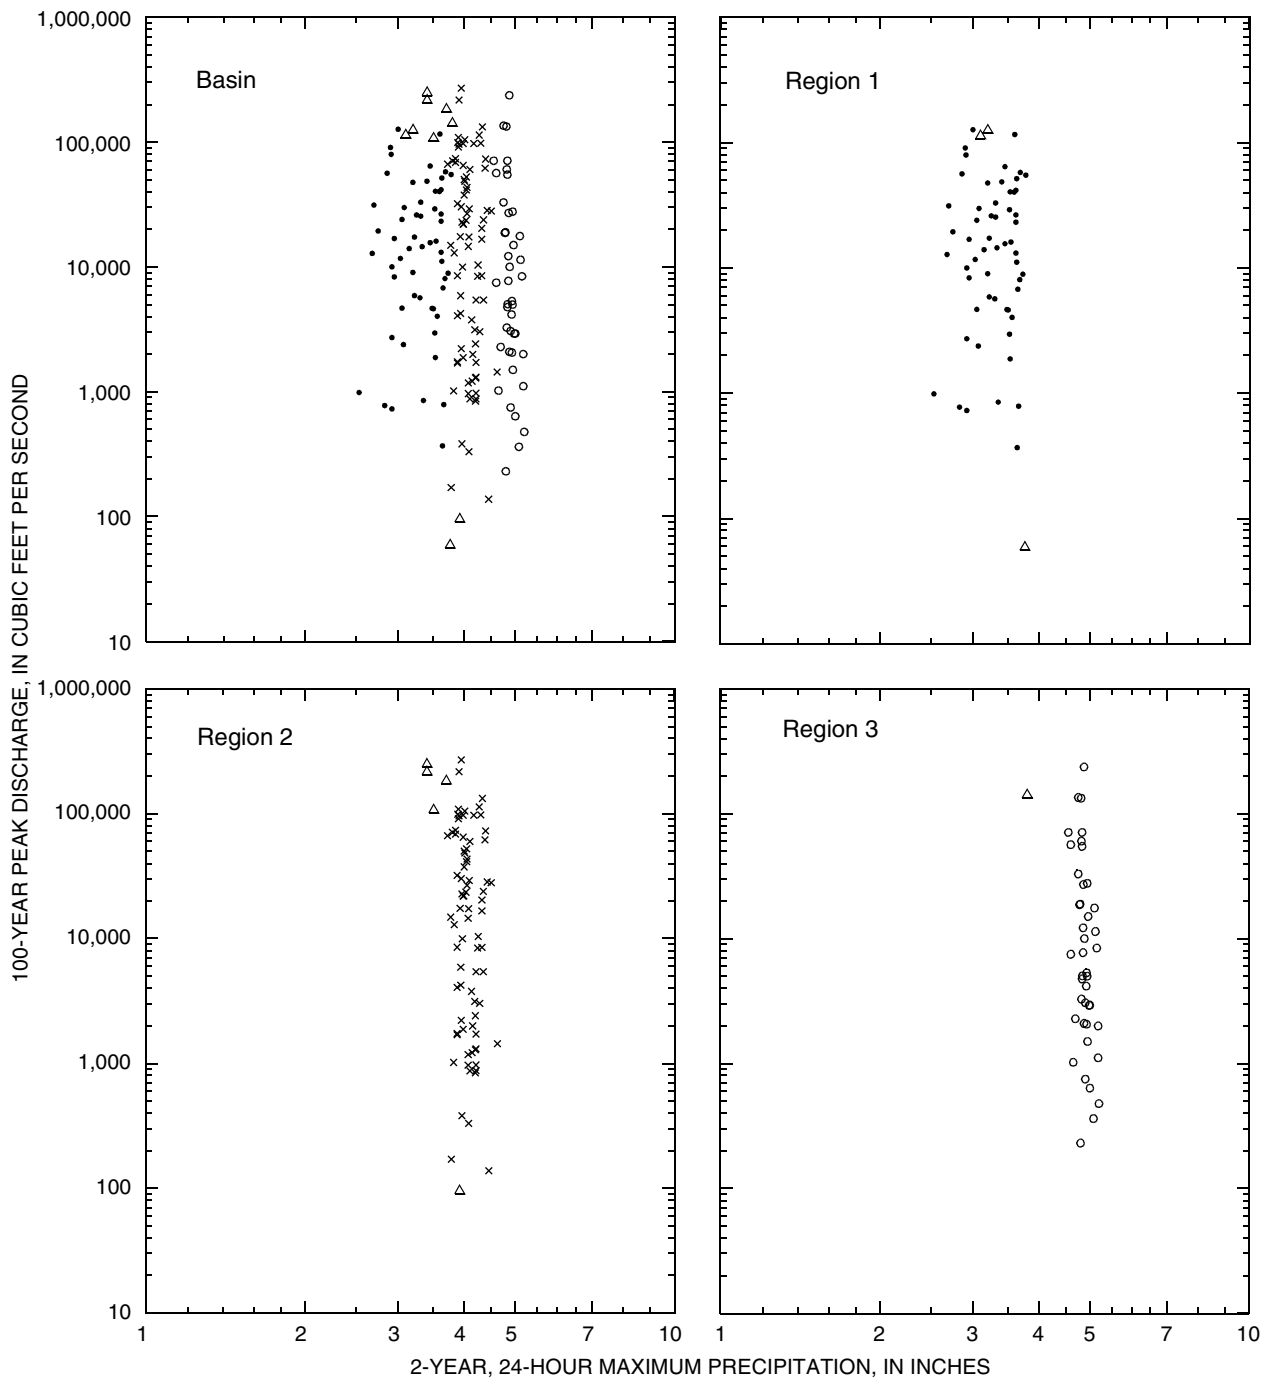 100-YEAR PEAK DISCHARGE, IN CUBIC FEET PER SECOND
1,000,000
100,000
10,000
1,000
100
10
Basin
Region 1
1,000,000
100,000
10,000
1,000
100
10
Region 2
Region 3
1 2 3 4 5 7 10
1 2 3 4 5 7 10
2-YEAR, 24-HOUR MAXIMUM PRECIPITATION, IN INCHES